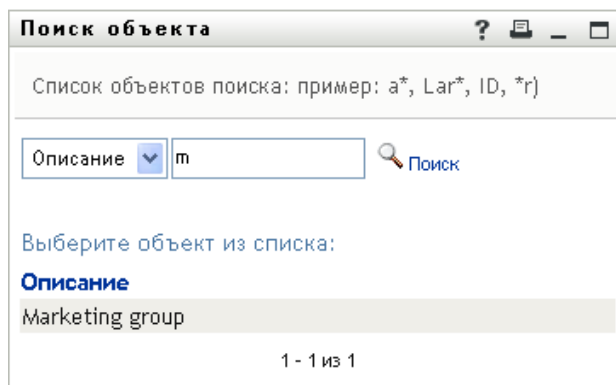 Поиск объекта ?
Список объектов поиска: пример: a*, Lar*, ID, *r)
Описание m Поиск
Выберите объект из списка:
Описание
Marketing group
1 - 1 из 1